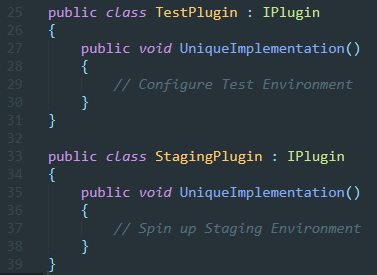 25 public class TestPlugin : IPlugin
26 {
27     public void UniqueImplementation()
28     {
29         // Configure Test Environment
30     }
31 }
32
33 public class StagingPlugin : IPlugin
34 {
35     public void UniqueImplementation()
36     {
37         // Spin up Staging Environment
38     }
39 }